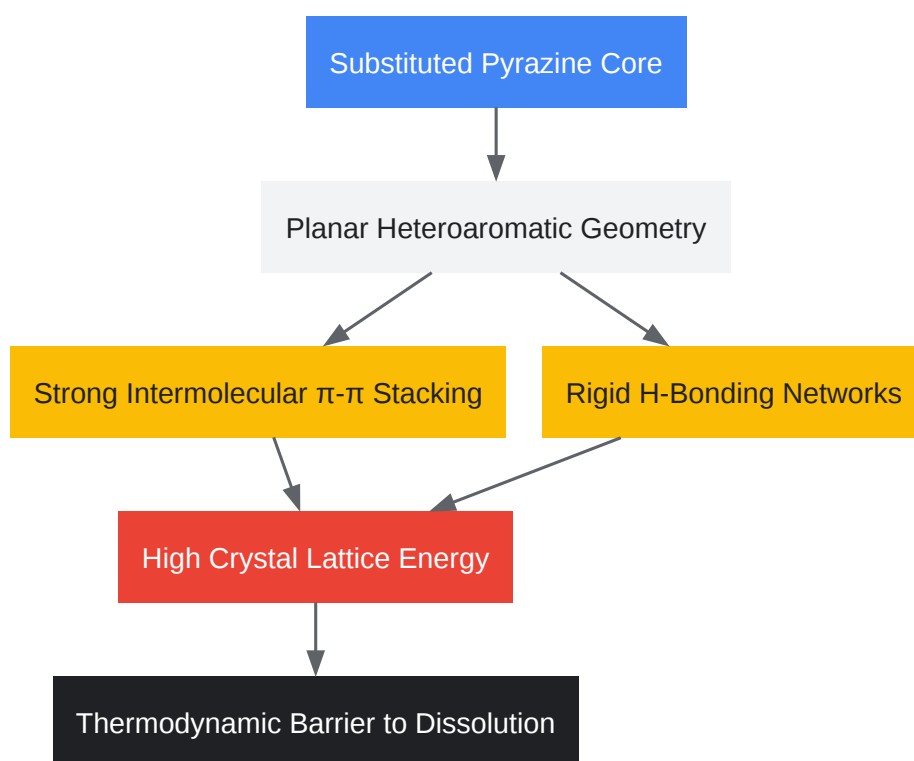 Substituted Pyrazine Core
Planar Heteroaromatic Geometry
Strong Intermolecular π-π Stacking
Rigid H-Bonding Networks
High Crystal Lattice Energy
Thermodynamic Barrier to Dissolution